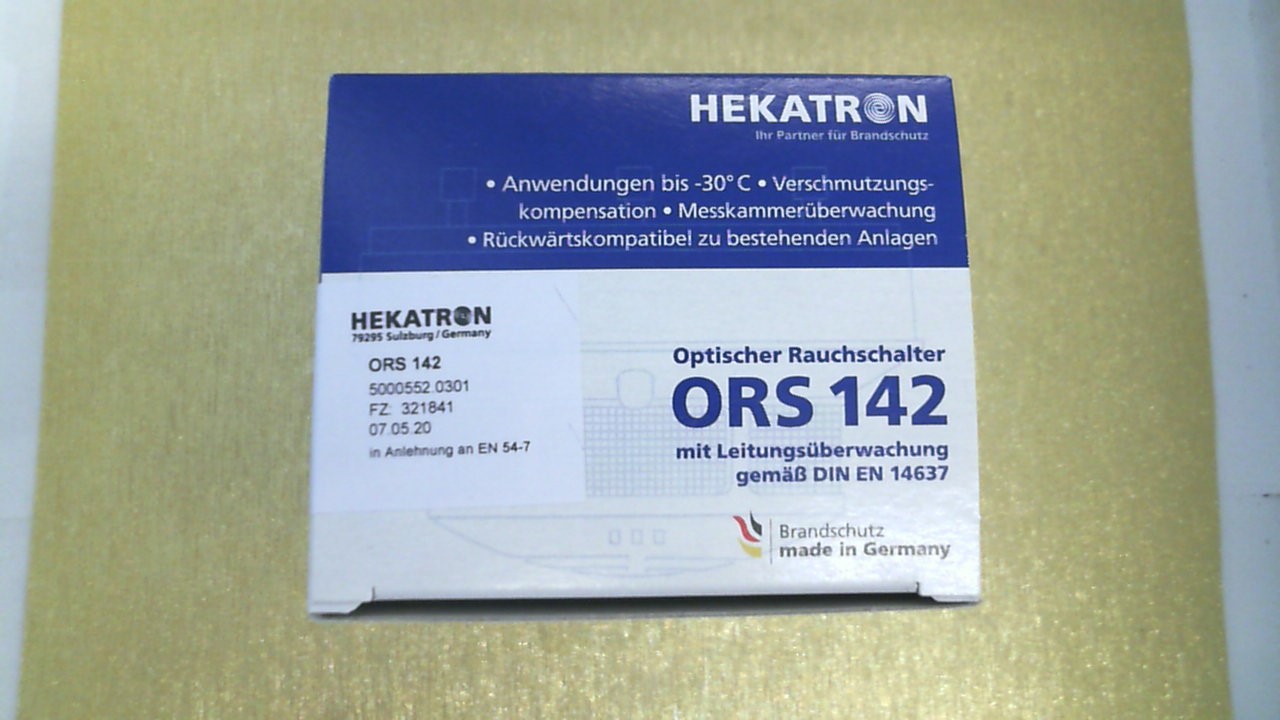 HEKATRON
Ihr Partner für Brandschutz
• Anwendungen bis -30° C • Verschmutzungs-
kompensation • Messkammerüberwachung
• Rückwärtskompatibel zu bestehenden Anlagen
HEKATRON
79295 Sulzburg / Germany
ORS 142
5000552.0301
FZ: 321841
07.05.20
in Anlehnung an EN 54-7
Optischer Rauchschalter
ORS 142
mit Leitungsüberwachung
gemäß DIN EN 14637
Brandschutz
made in Germany